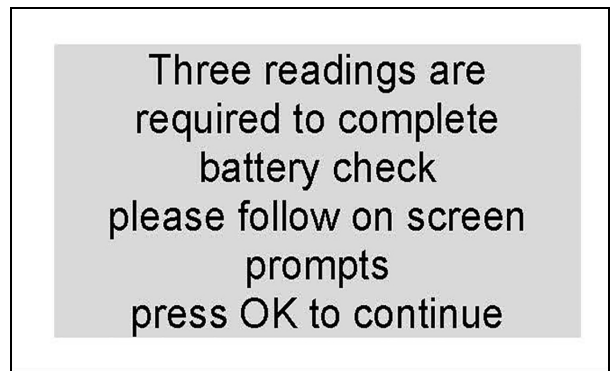 Three readings are
required to complete
battery check
please follow on screen
prompts
press OK to continue